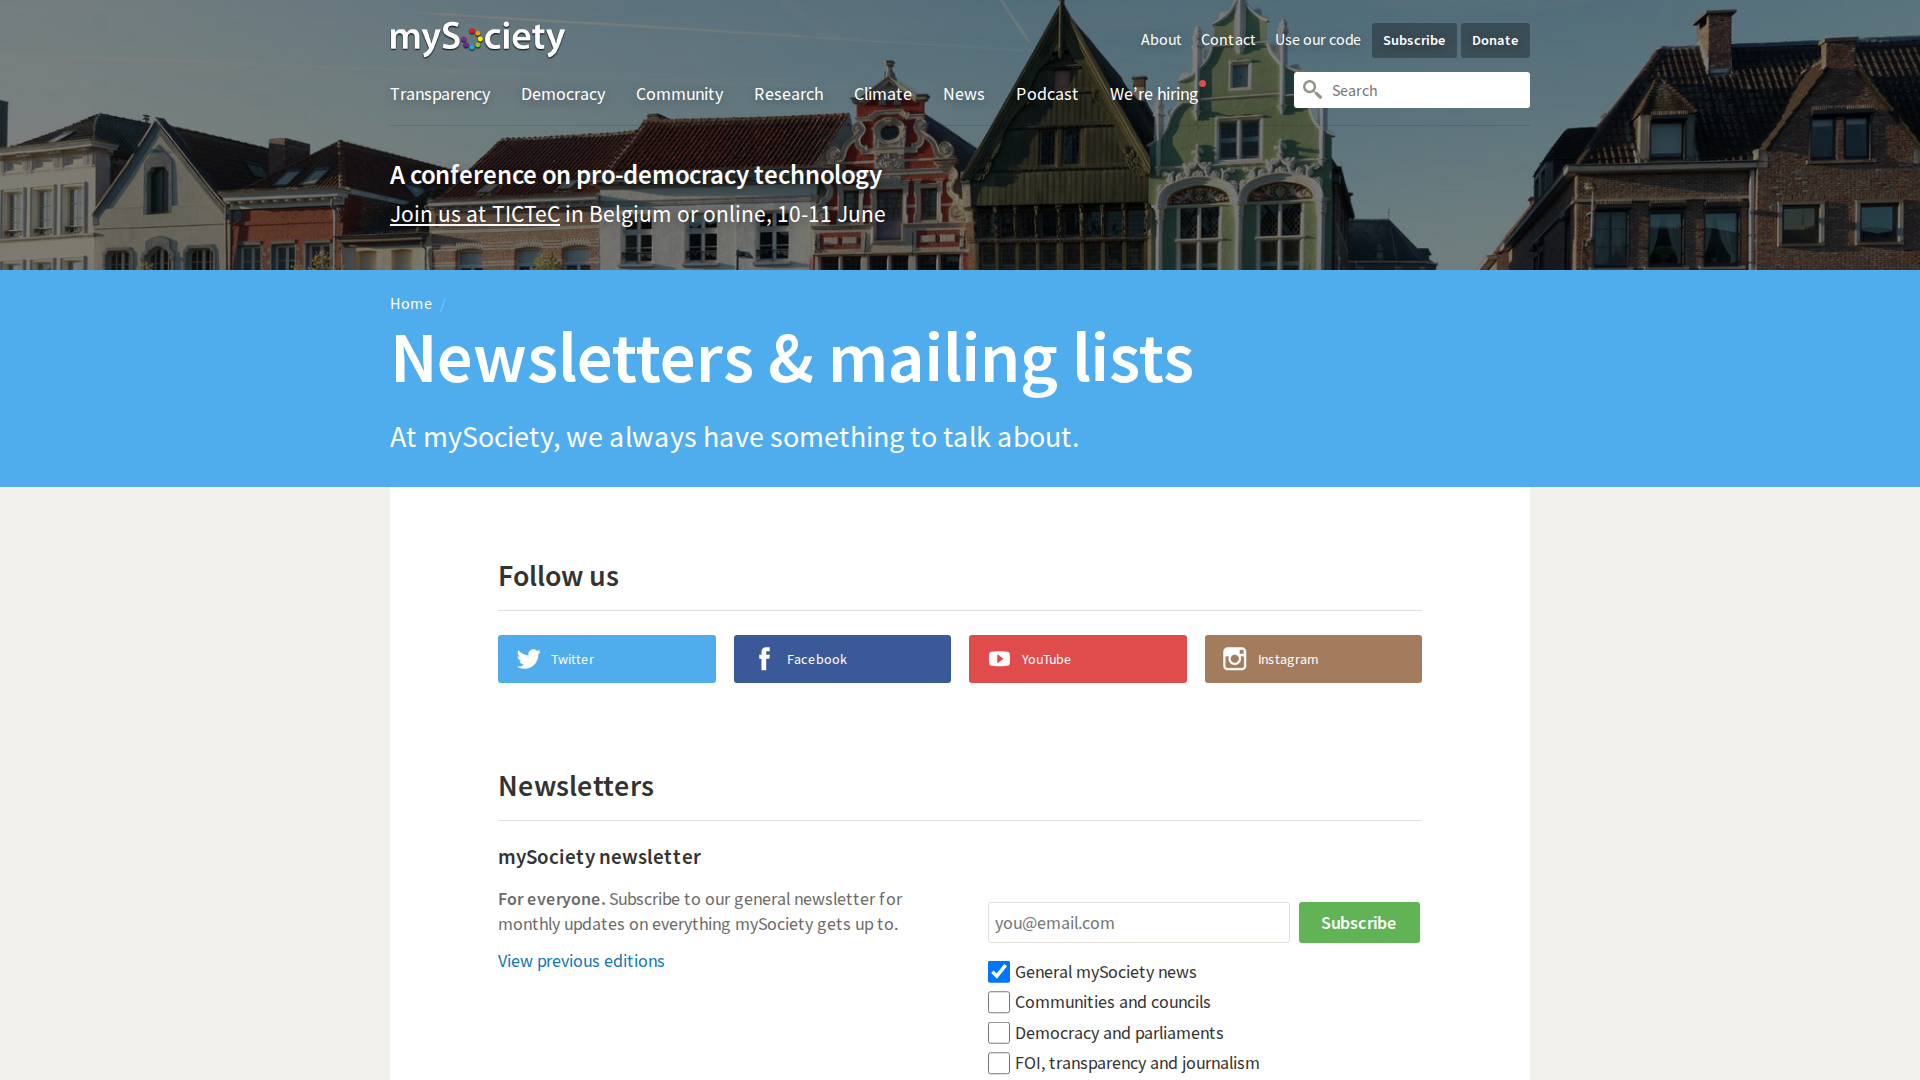 mySociety
About
Contact
Use our code
Subscribe
Donate
Transparency
Democracy
Community
Research
Climate
News
Podcast
We're hiring
Search
A conference on pro-democracy technology
Join us at TICTeC in Belgium or online, 10-11 June
Home /
Newsletters & mailing lists
At mySociety, we always have something to talk about.
Follow us
Twitter
Facebook
YouTube
Instagram
Newsletters
mySociety newsletter
For everyone. Subscribe to our general newsletter for
monthly updates on everything mySociety gets up to.
View previous editions
you@email.com
Subscribe
General mySociety news
Communities and councils
Democracy and parliaments
FOI, transparency and journalism